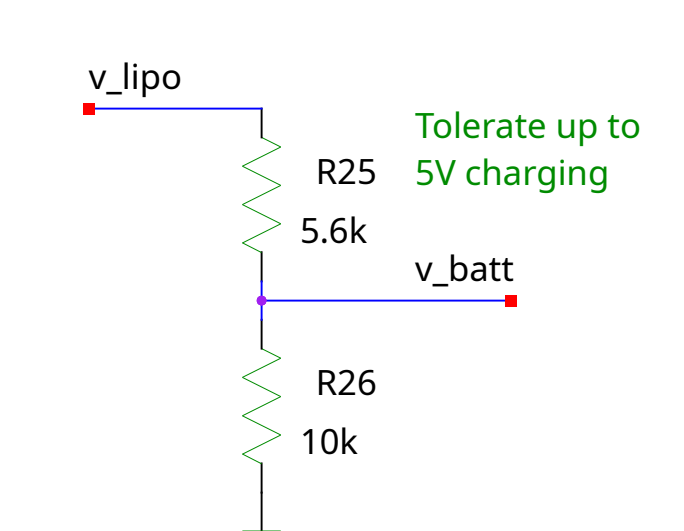 v_lipo
Tolerate up to
5V charging
R25
5.6k
v_batt
R26
10k